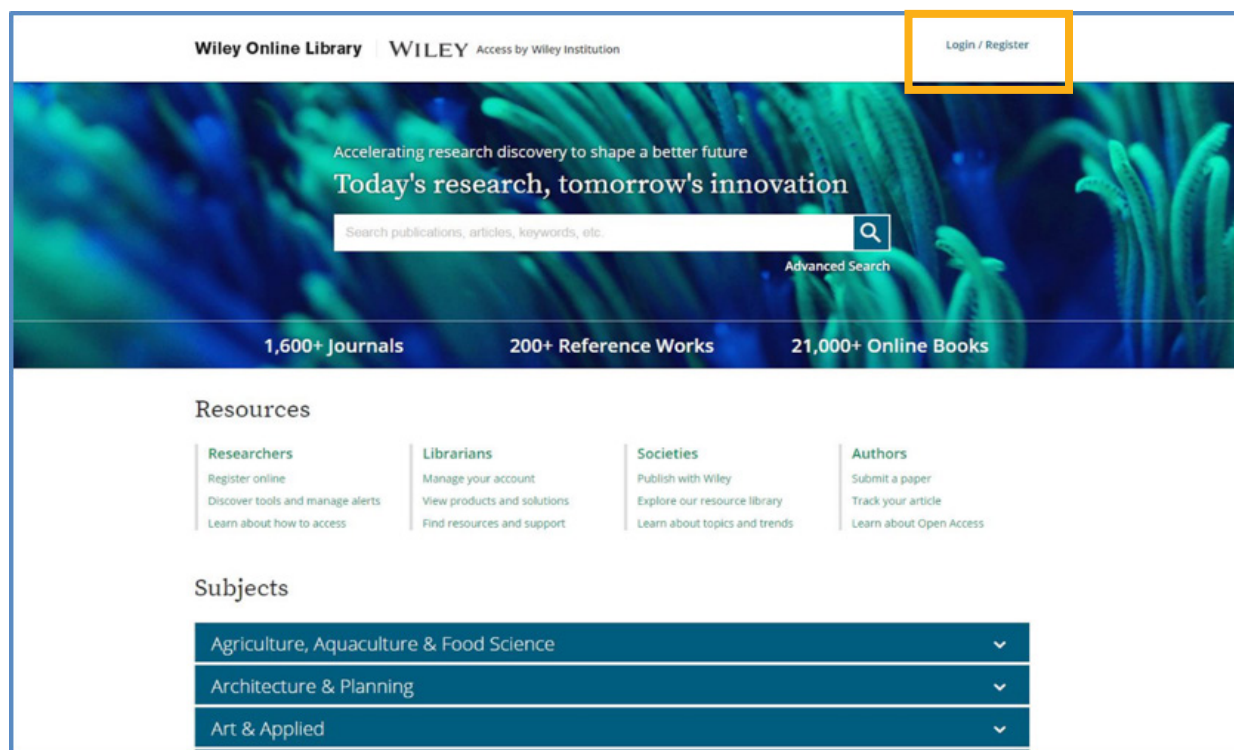 Wiley Online Library WILEY Access by Wiley Institution Login / Register
Accelerating research discovery to shape a better future
Today's research, tomorrow's innovation
Search publications, articles, keywords, etc.
Advanced Search
1,600+ Journals 200+ Reference Works 21,000+ Online Books
Resources
Researchers
Register online
Discover tools and manage alerts
Learn about how to access
Librarians
Manage your account
View products and solutions
Find resources and support
Societies
Publish with Wiley
Explore our resource library
Learn about topics and trends
Authors
Submit a paper
Track your article
Learn about Open Access
Subjects
Agriculture, Aquaculture & Food Science
Architecture & Planning
Art & Applied